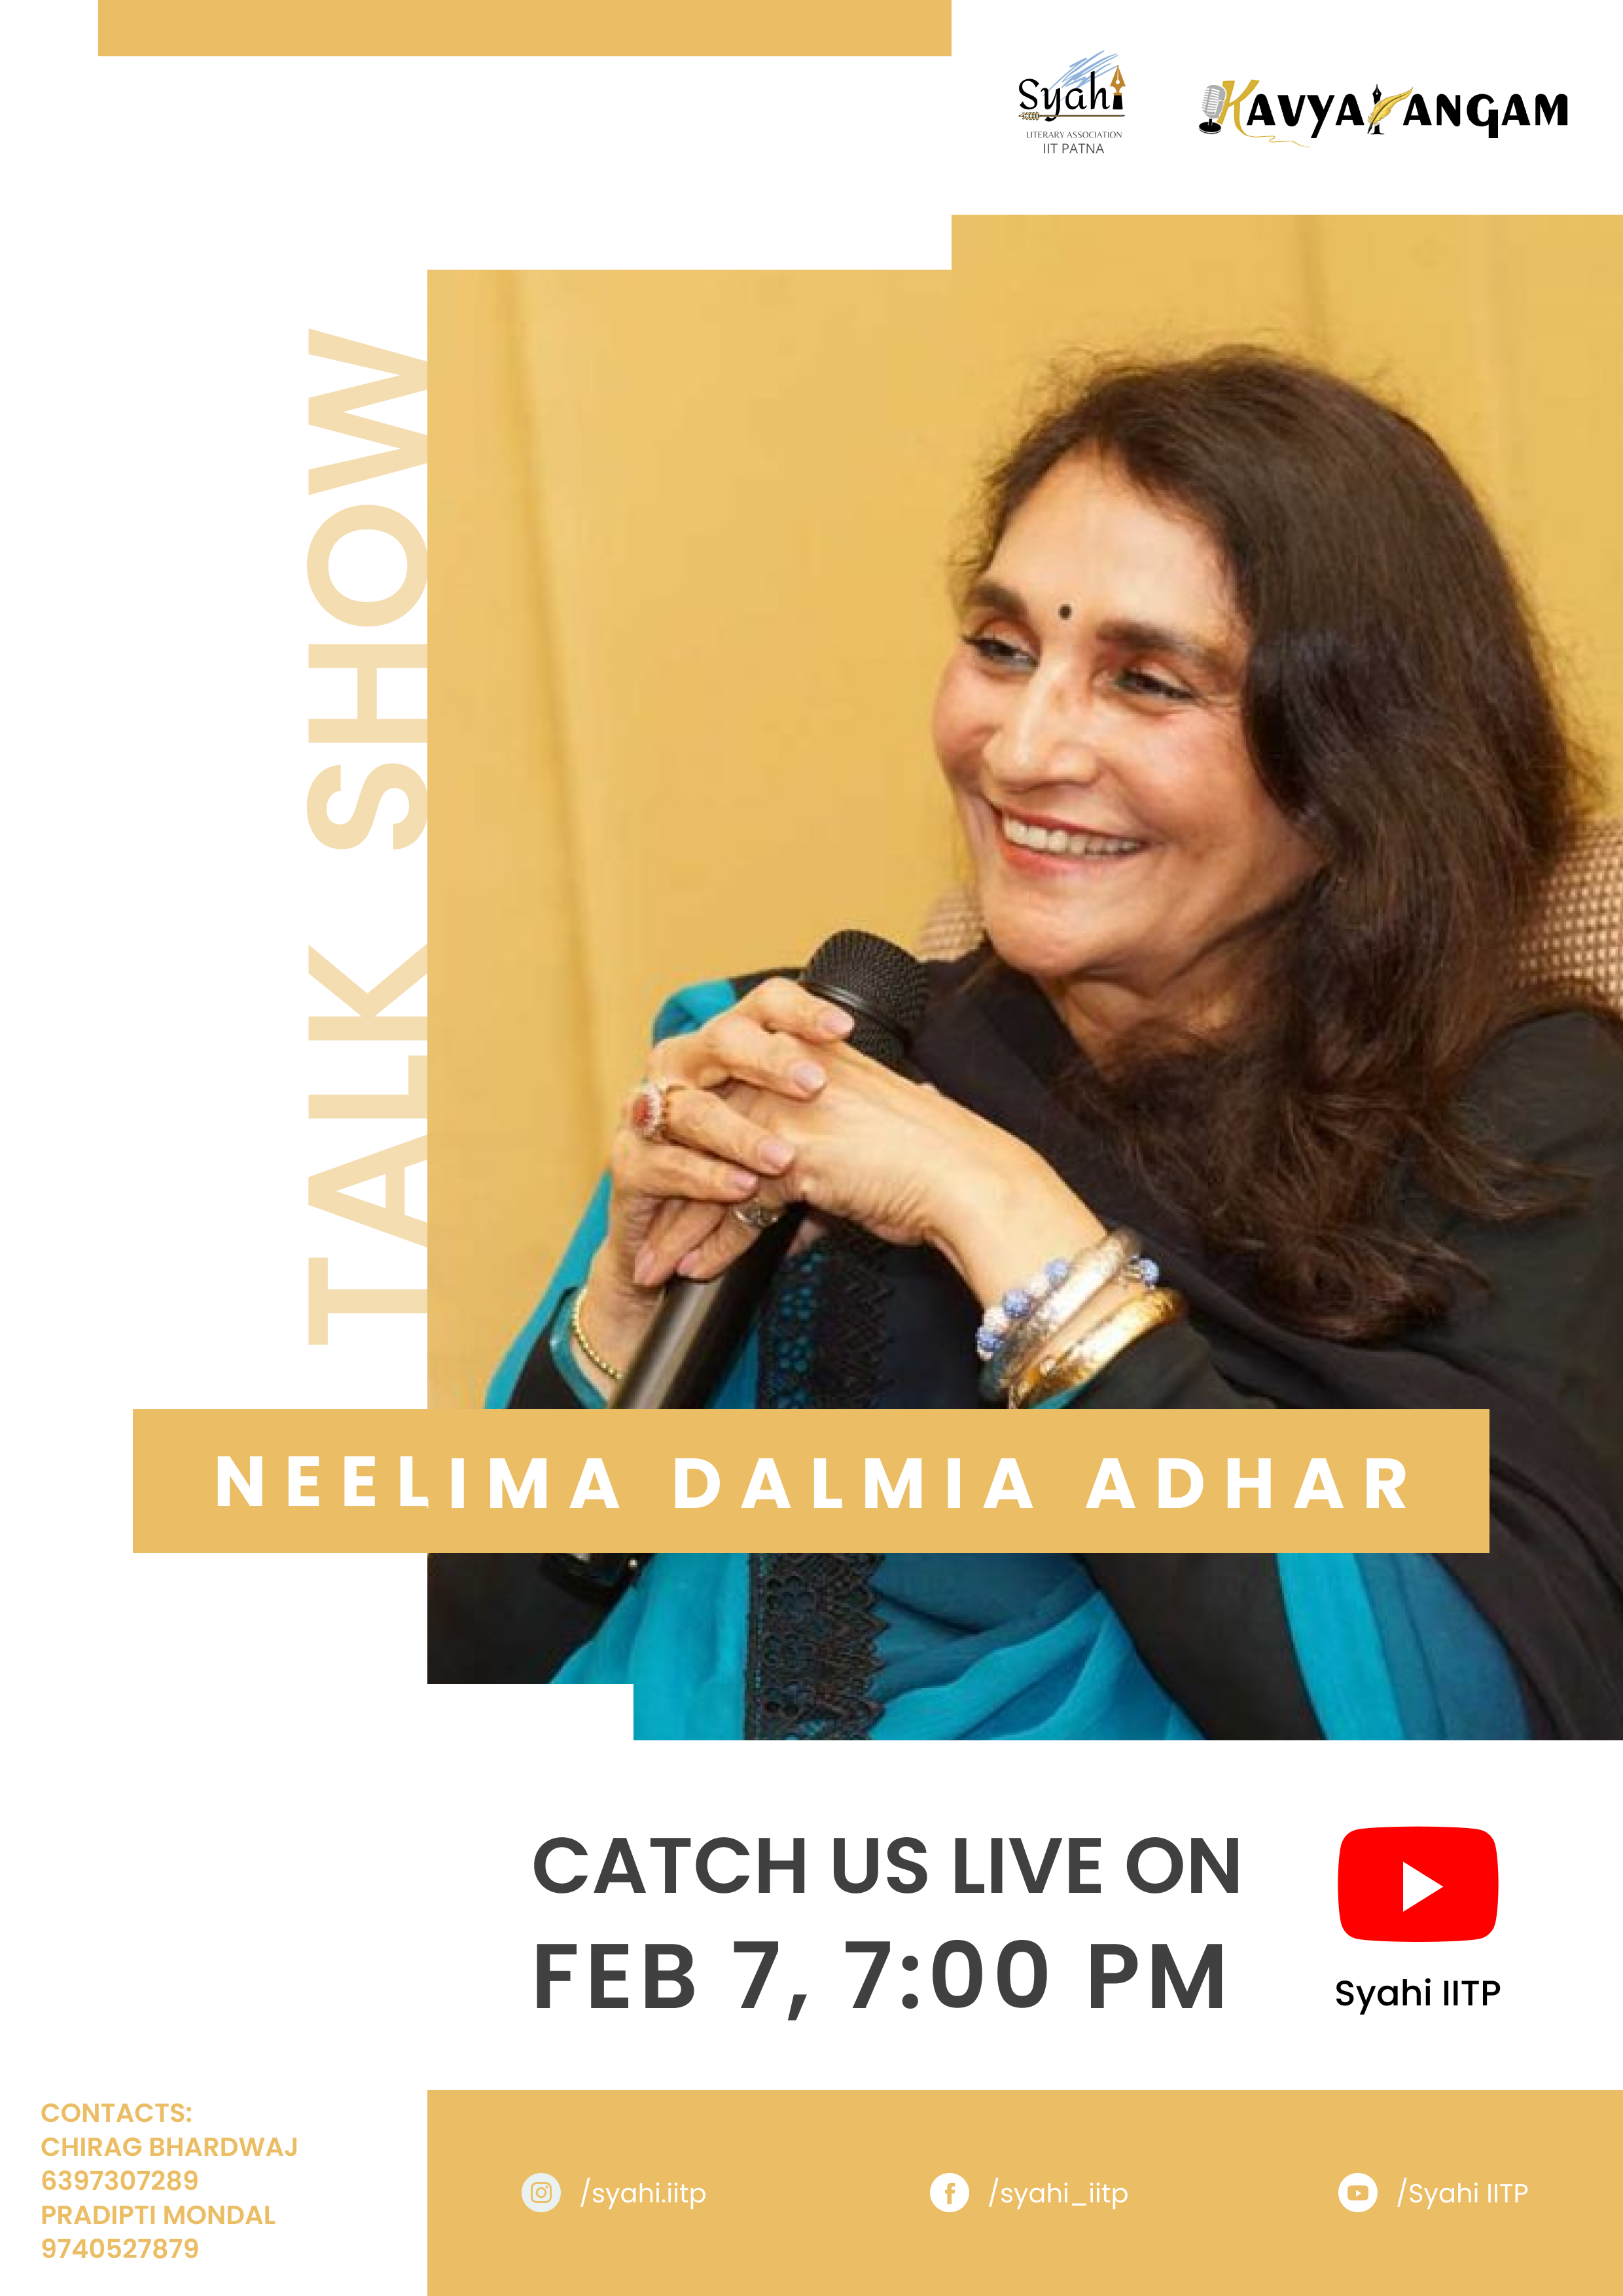 Syahi
LITERARY ASSOCIATION
IIT PATNA
KAVYARANGAM
TALK SHOW
NEELIMA DALMIA ADHAR
CATCH US LIVE ON
FEB 7, 7:00 PM
Syahi IITP
CONTACTS:
CHIRAG BHARDWAJ
6397307289
PRADIPTI MONDAL
9740527879
/syahi.iitp
/syahi_iitp
/Syahi IITP